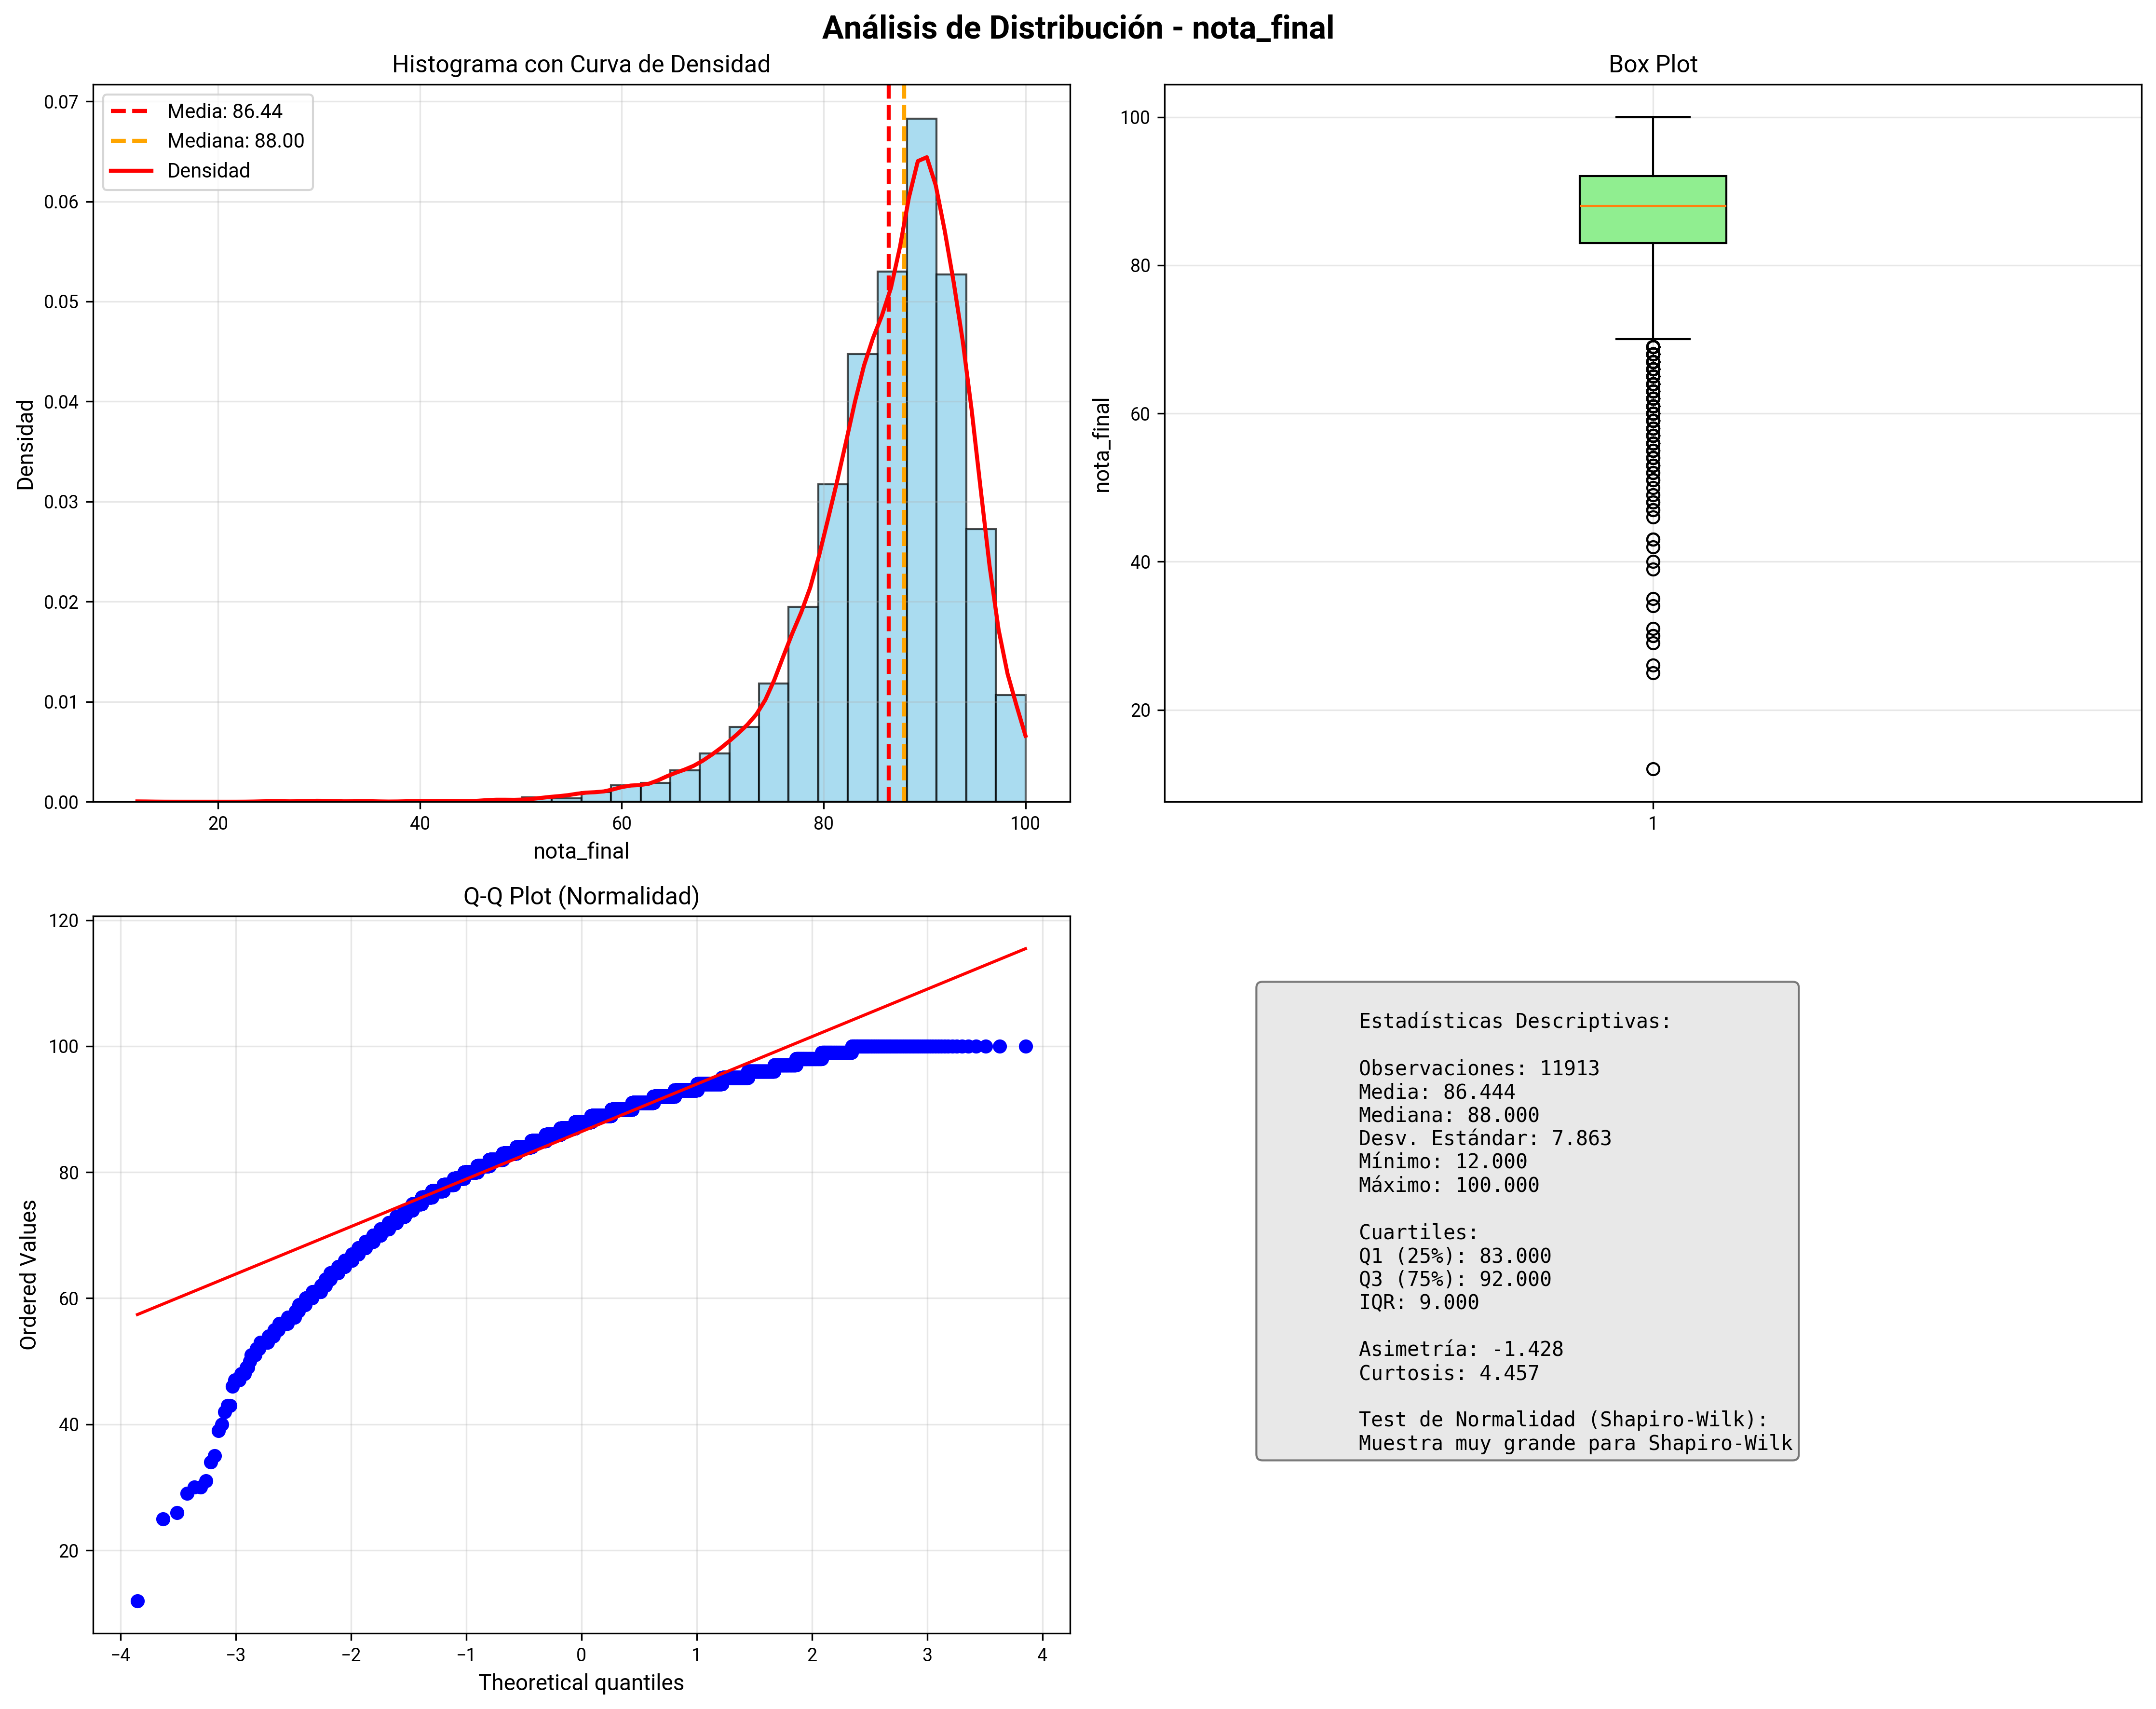 Análisis de Distribución - nota_final
Histograma con Curva de Densidad
Media: 86.44
Mediana: 88.00
Densidad
0.07
0.06
0.05
0.04
0.03
0.02
0.01
0.00
Densidad
20
40
60
80
100
nota_final
Box Plot
100
80
60
40
20
nota_final
1
Q-Q Plot (Normalidad)
120
100
80
60
40
20
Ordered Values
−4
−3
−2
−1
0
1
2
3
4
Theoretical quantiles
Estadísticas Descriptivas:
Observaciones: 11913
Media: 86.444
Mediana: 88.000
Desv. Estándar: 7.863
Mínimo: 12.000
Máximo: 100.000
Cuartiles:
Q1 (25%): 83.000
Q3 (75%): 92.000
IQR: 9.000
Asimetría: -1.428
Curtosis: 4.457
Test de Normalidad (Shapiro-Wilk):
Muestra muy grande para Shapiro-Wilk